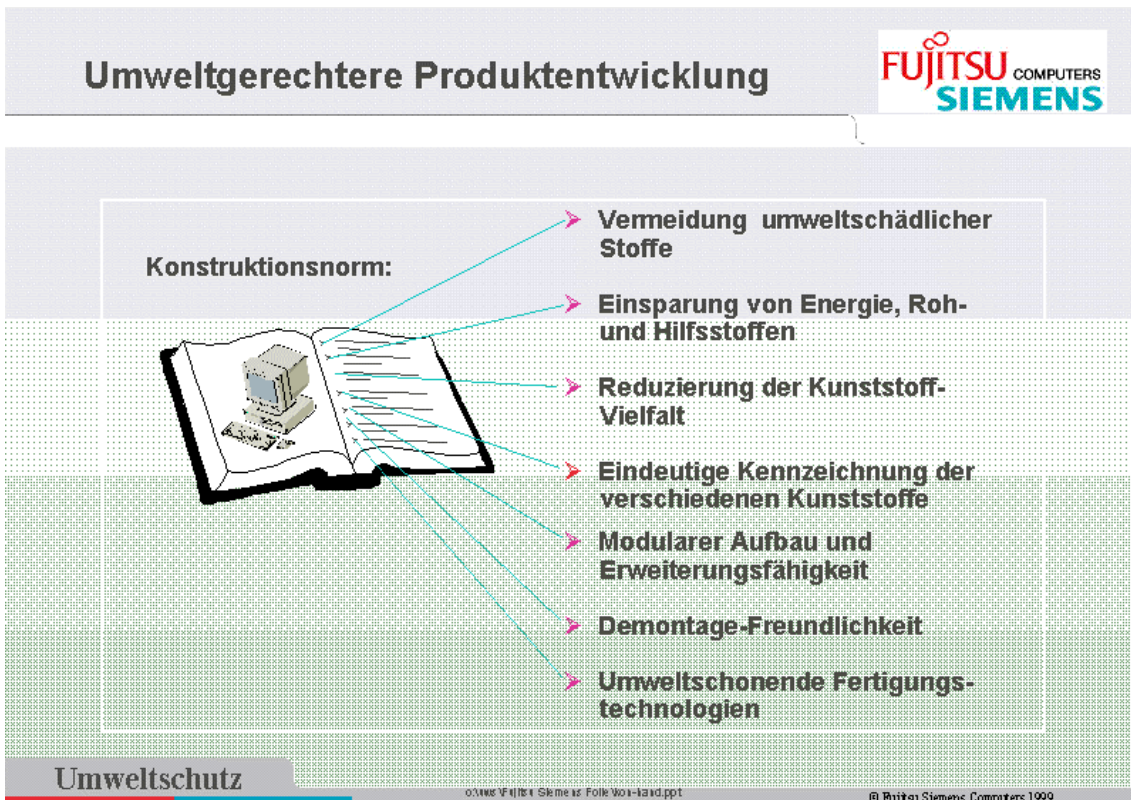 Umweltgerechtere Produktentwicklung
FUJITSU COMPUTERS
SIEMENS
Konstruktionsnorm:
Vermeidung umweltschädlicher
Stoffe
Einsparung von Energie, Roh-
und Hilfsstoffen
Reduzierung der Kunststoff-
Vielfalt
Eindeutige Kennzeichnung der
verschiedenen Kunststoffe
Modularer Aufbau und
Erweiterungsfähigkeit
Demontage-Freundlichkeit
Umweltschonende Fertigungs-
technologien
Umweltschutz
© Fujitsu Siemens Computers 1999